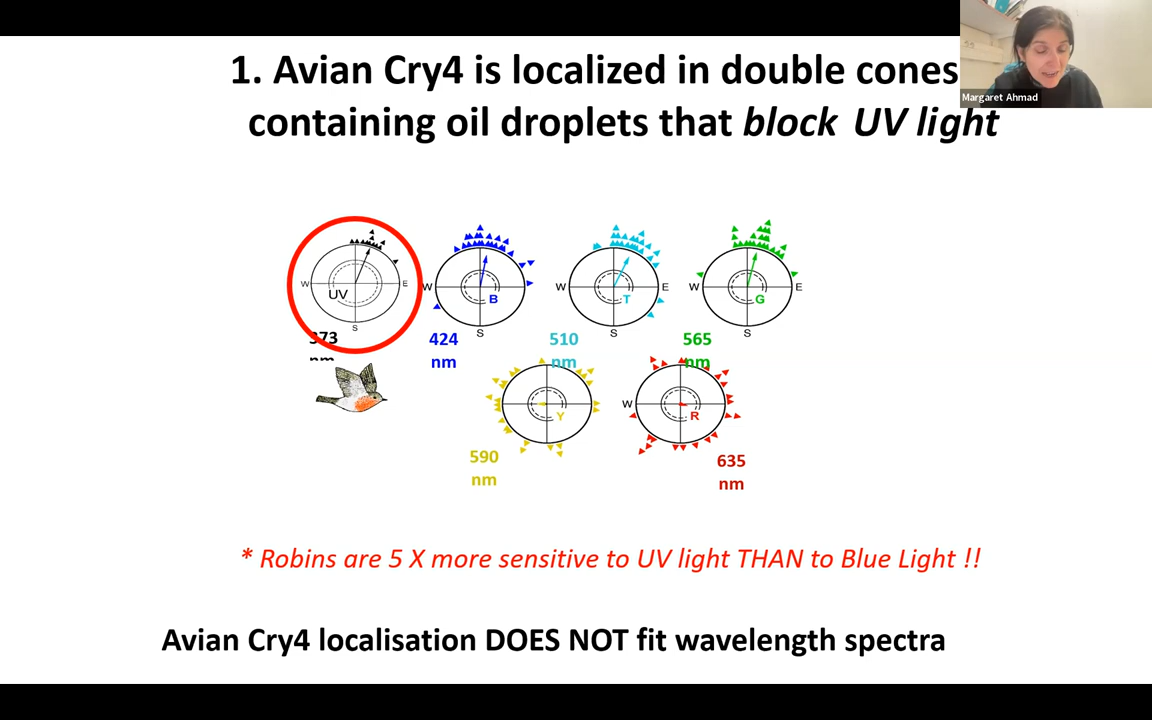 1. Avian Cry4 is localized in double cones
containing oil droplets that block UV light
Margaret Ahmad
W E W W E W E
UV B T G
S S S S
373 424 510 565
nm nm nm
W
Y R
590 635
nm nm
* Robins are 5 X more sensitive to UV light THAN to Blue Light !!
Avian Cry4 localisation DOES NOT fit wavelength spectra